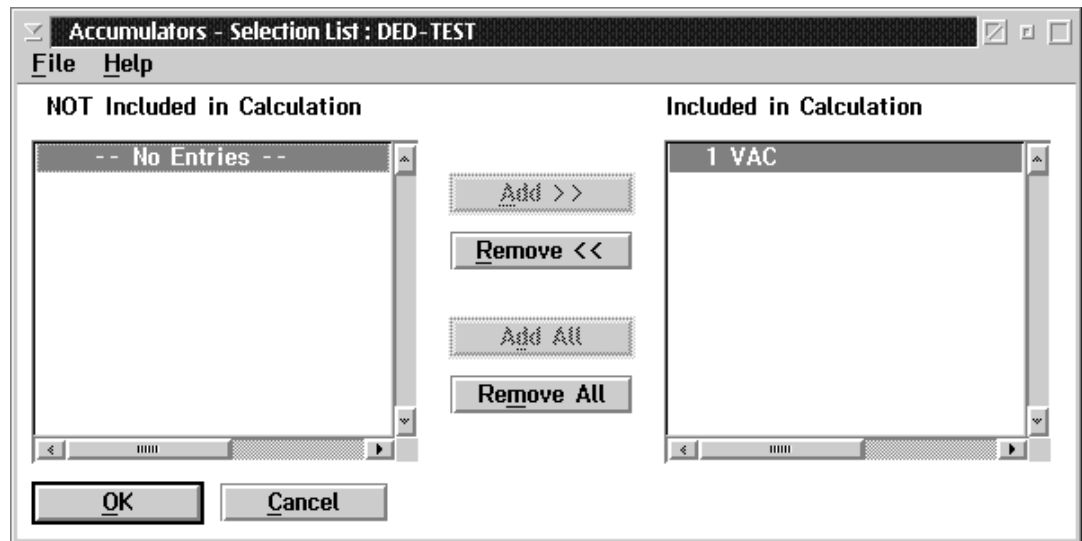 Accumulators - Selection List : DED-TEST
File Help
NOT Included in Calculation
Included in Calculation
-- No Entries --
1 VAC
Add >>
Remove <<
Add All
Remove All
OK
Cancel